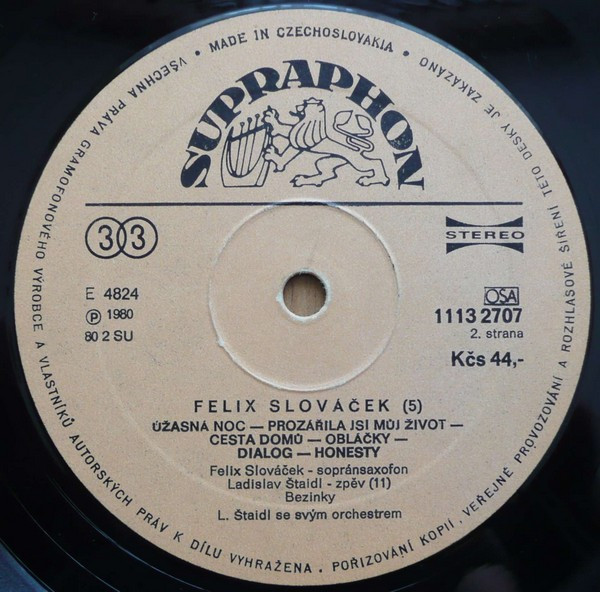 VŠECHNA PRÁVA GRAMOFONOVÉHO VÝROBCE A VLASTNÍKŮ AUTORSKÝCH PRÁV K DÍLU VYHRAŽENA. POŘIZOVÁNÍ KOPIÍ, VEŘEJNÉ PROVOZOVÁNÍ A ROZHLASOVÉ ŠÍŘENÍ TÉTO DESKY JE ZAKÁZÁNO • MADE IN CZECHOSLOVAKIA •
SUPRAPHON
33
STEREO
E 4824
OSA
Ⓟ 1980
1113 2707
80 2 SU
2. strana
Kčs 44,-
FELIX SLOVÁČEK (5)
ÚŽASNÁ NOC — PROZÁŘILA JSI MŮJ ŽIVOT —
CESTA DOMŮ — OBLÁČKY —
DIALOG — HONESTY
Felix Slováček - sopránsaxofon
Ladislav Štaidl - zpěv (11)
Bezinky
L. Štaidl se svým orchestrem